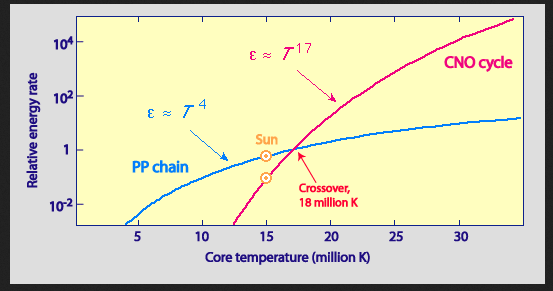 10⁴
10²
1
10⁻²
Relative energy rate
ε ≈ T¹⁷
CNO cycle
ε ≈ T⁴
Sun
PP chain
Crossover,
18 million K
5 10 15 20 25 30
Core temperature (million K)